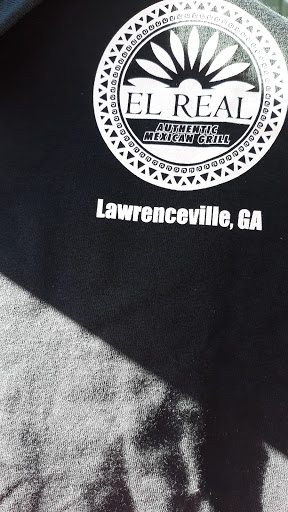 EL REAL
AUTHENTIC
MEXICAN GRILL
Lawrenceville, GA